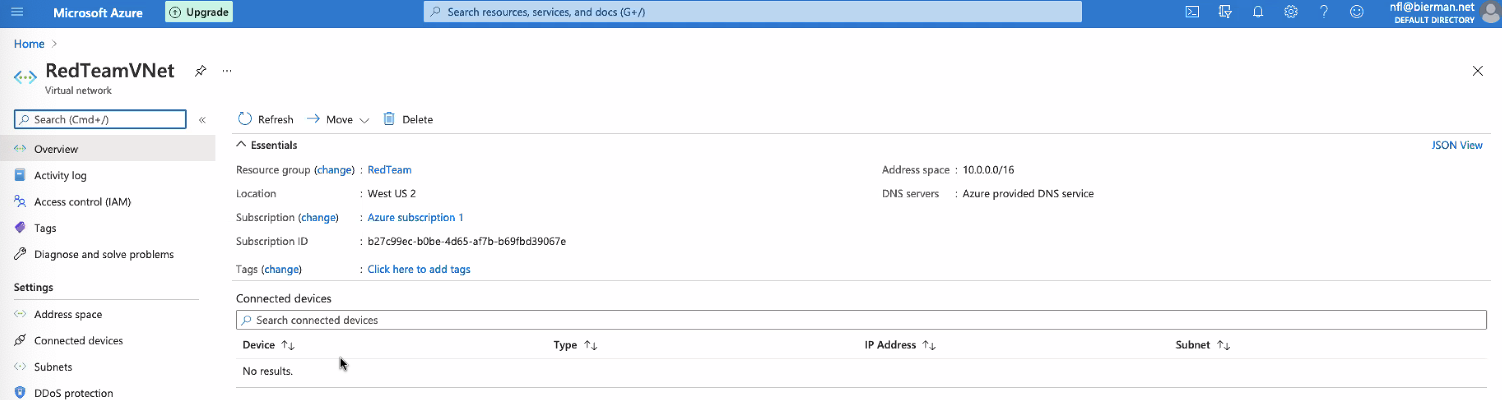 Microsoft Azure
Upgrade
Search resources, services, and docs (G+/)
nfl@bierman.net
DEFAULT DIRECTORY
Home
RedTeamVNet
...
Virtual network
Search (Cmd+/)
«
Overview
Activity log
Access control (IAM)
Tags
Diagnose and solve problems
Settings
Address space
Connected devices
Subnets
DDoS protection
Refresh
Move
Delete
Essentials
JSON View
Resource group (change) : RedTeam
Address space : 10.0.0.0/16
Location : West US 2
DNS servers : Azure provided DNS service
Subscription (change) : Azure subscription 1
Subscription ID : b27c99ec-b0be-4d65-af7b-b69fbd39067e
Tags (change) : Click here to add tags
Connected devices
Search connected devices
Device ↑↓ Type ↑↓ IP Address ↑↓ Subnet ↑↓
No results.